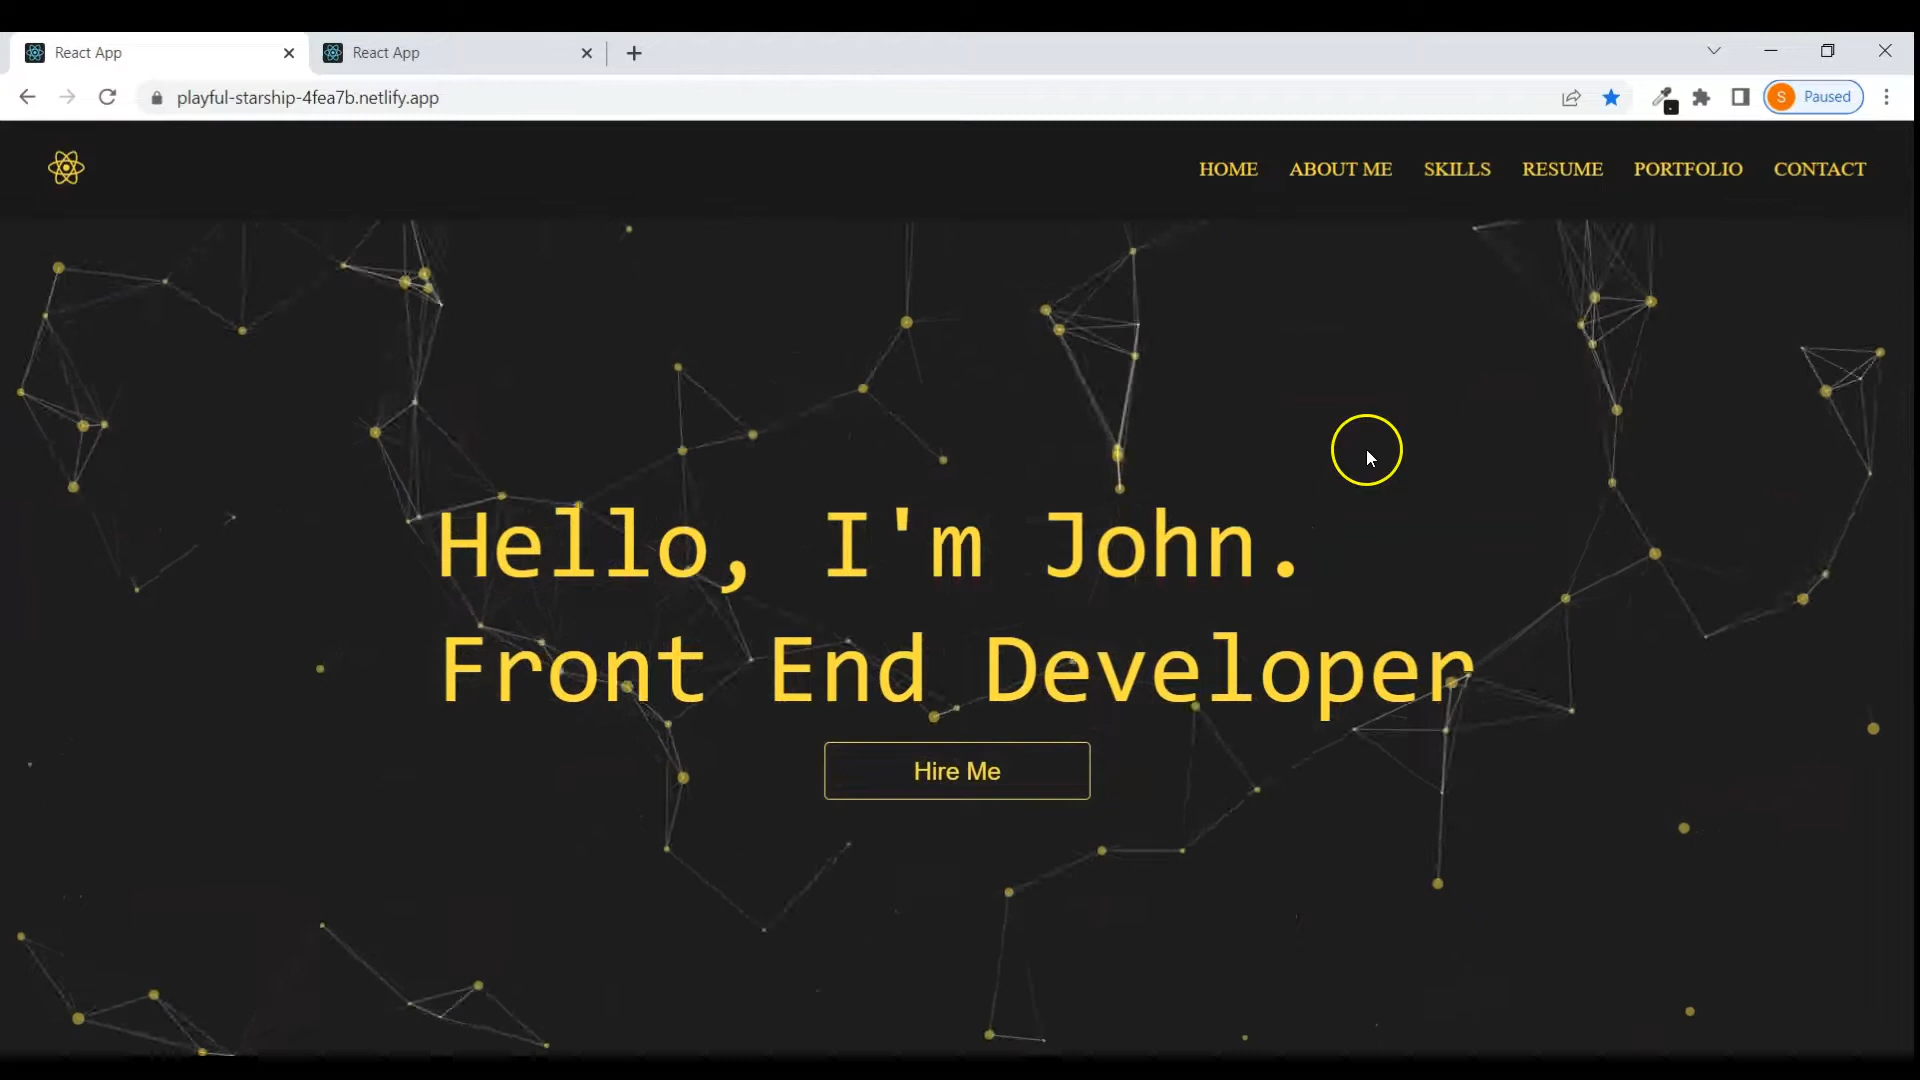 React App
React App
playful-starship-4fea7b.netlify.app
S Paused
HOME ABOUT ME SKILLS RESUME PORTFOLIO CONTACT
Hello, I'm John.
Front End Developer
Hire Me